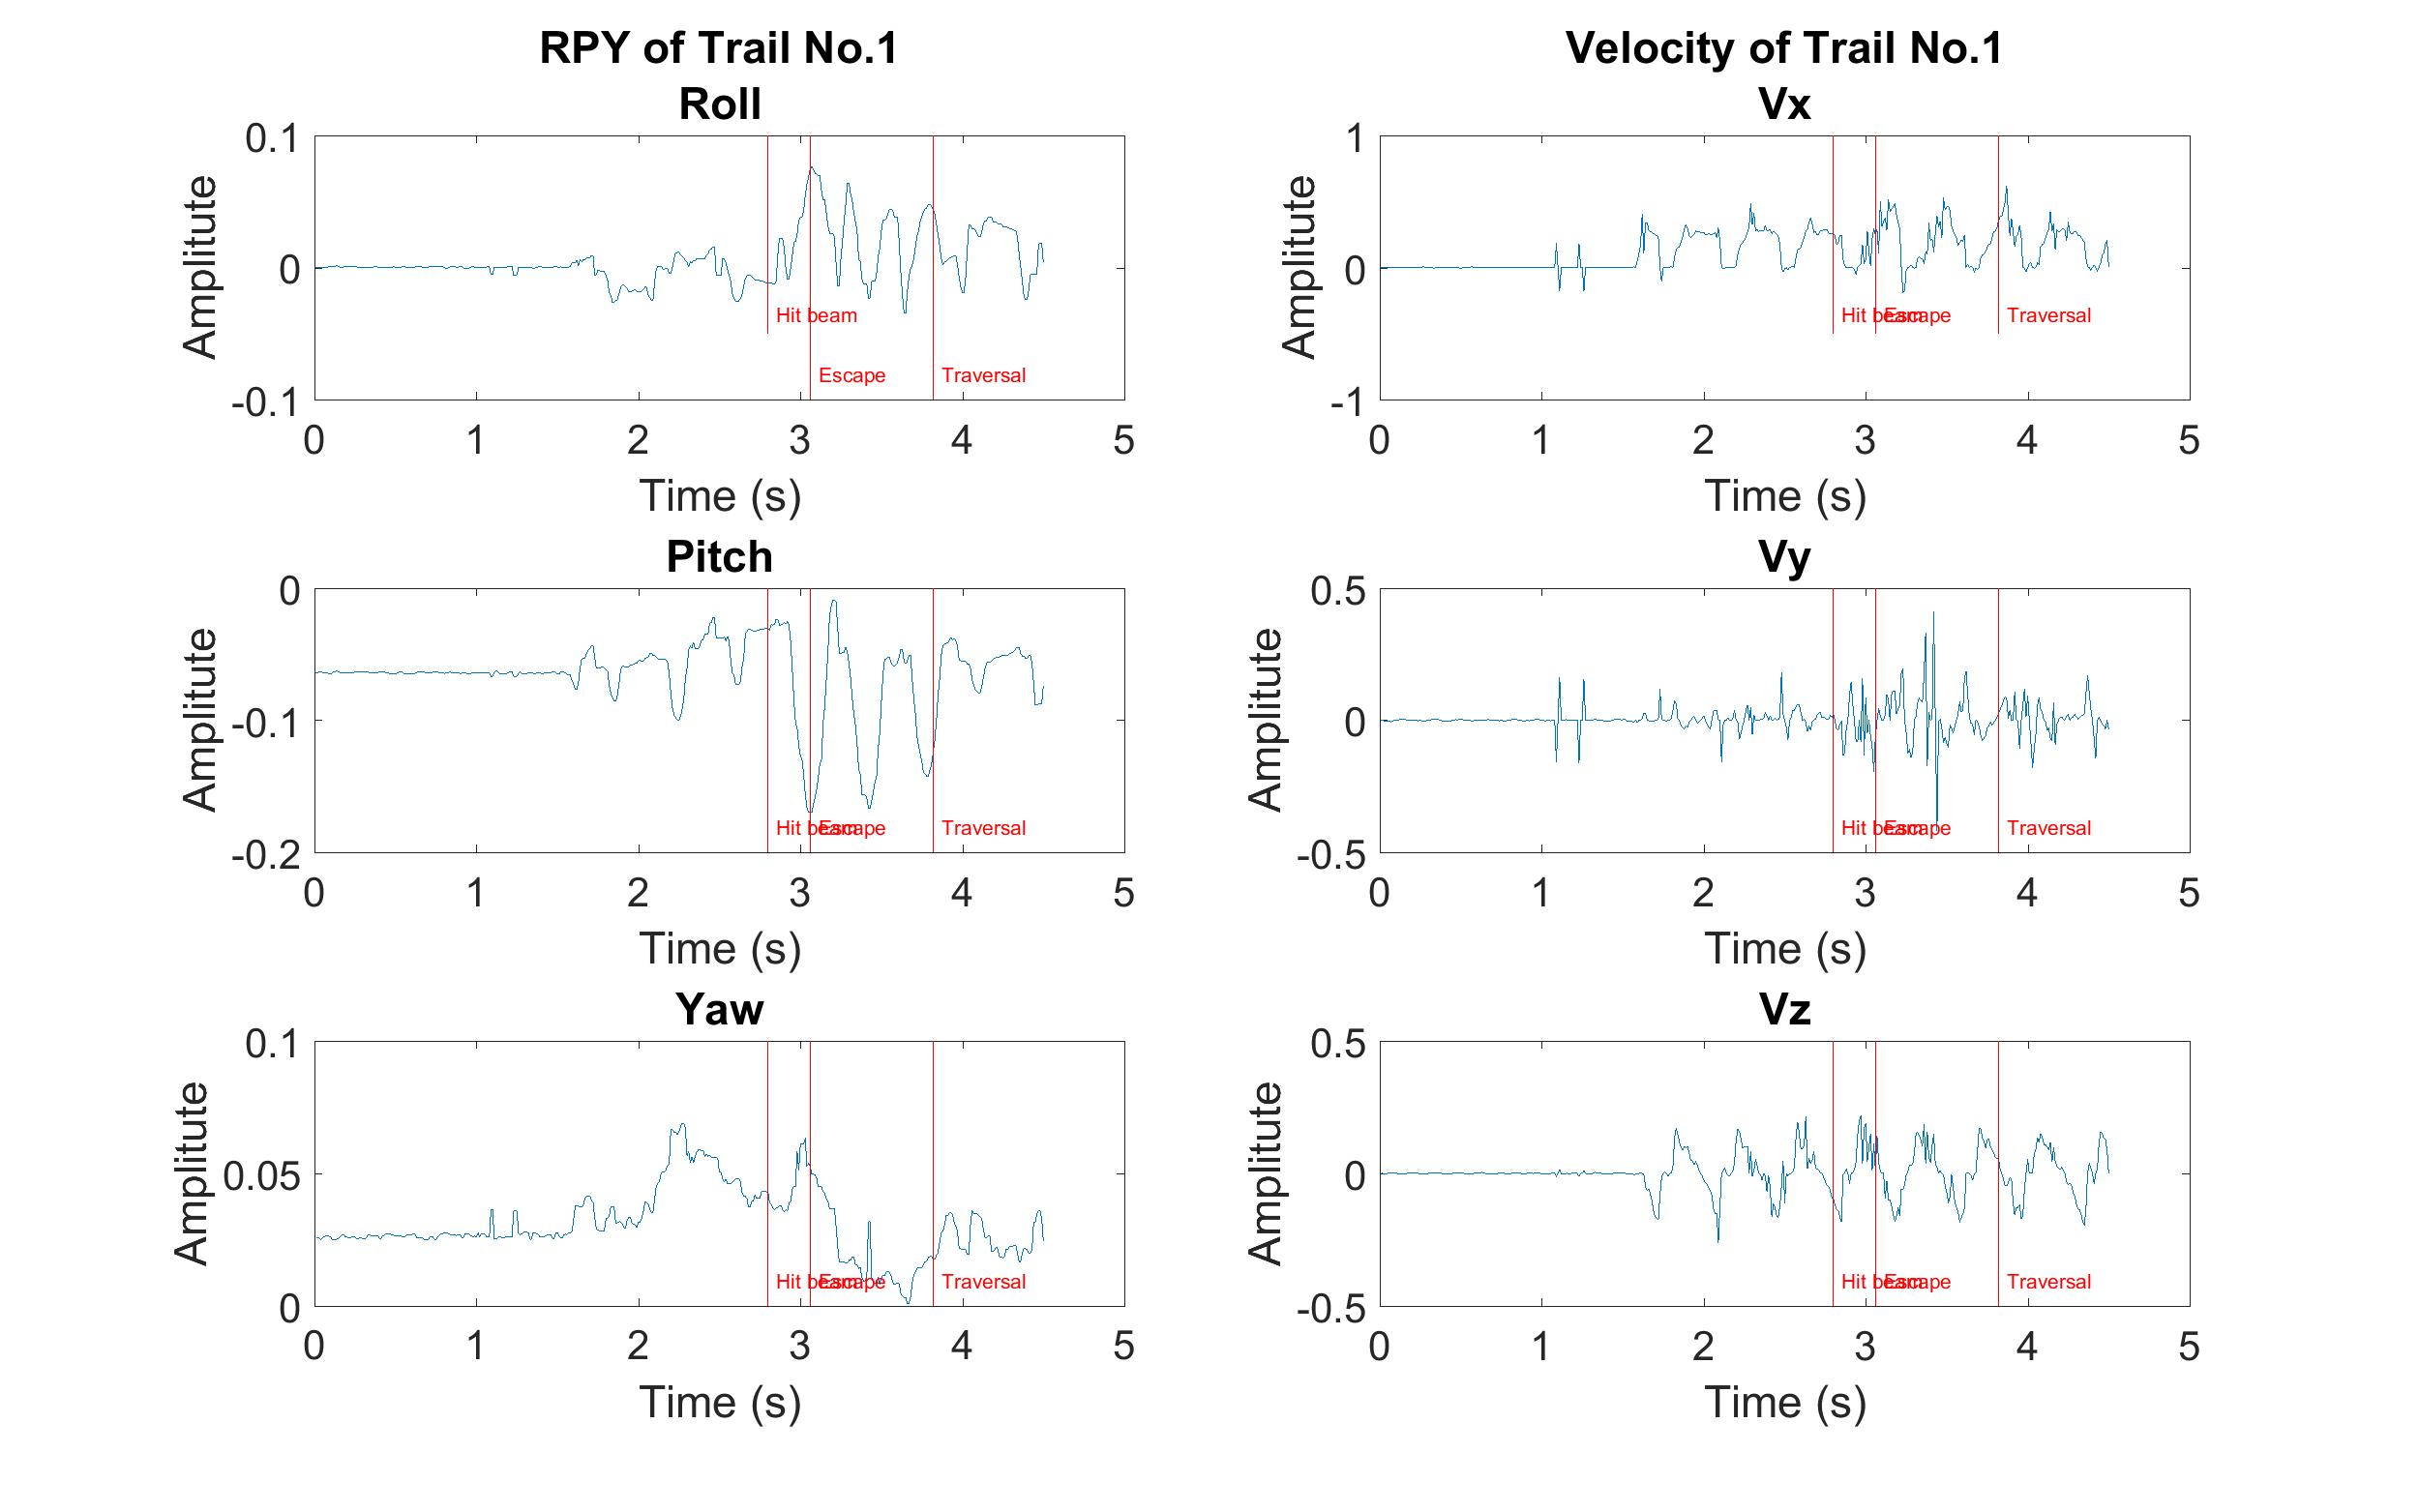 RPY of Trail No.1
Roll
Amplitute
0.1
0
-0.1
Hit beam
Escape
Traversal
0 1 2 3 4 5
Time (s)
Velocity of Trail No.1
Vx
Amplitute
1
0
-1
Hit beam
Escape
Traversal
0 1 2 3 4 5
Time (s)
Pitch
Amplitute
0
-0.1
-0.2
Hit beam
Escape
Traversal
0 1 2 3 4 5
Time (s)
Vy
Amplitute
0.5
0
-0.5
Hit beam
Escape
Traversal
0 1 2 3 4 5
Time (s)
Yaw
Amplitute
0.1
0.05
0
Hit beam
Escape
Traversal
0 1 2 3 4 5
Time (s)
Vz
Amplitute
0.5
0
-0.5
Hit beam
Escape
Traversal
0 1 2 3 4 5
Time (s)